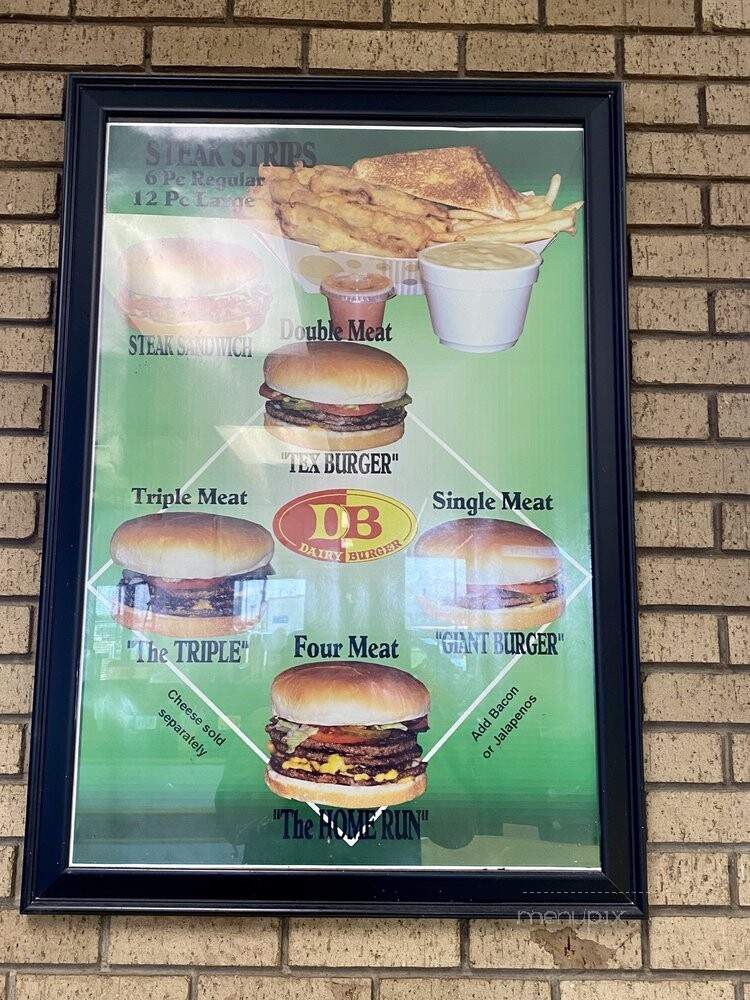 STEAK STRIPS
6 Pc Regular
12 Pc Large
STEAK SANDWICH
Double Meat
"TEX BURGER"
Triple Meat
"The TRIPLE"
DB
DAIRY BURGER
Single Meat
"GIANT BURGER"
Four Meat
"The HOME RUN"
Cheese sold
separately
Add Bacon
or Jalapenos
menupix